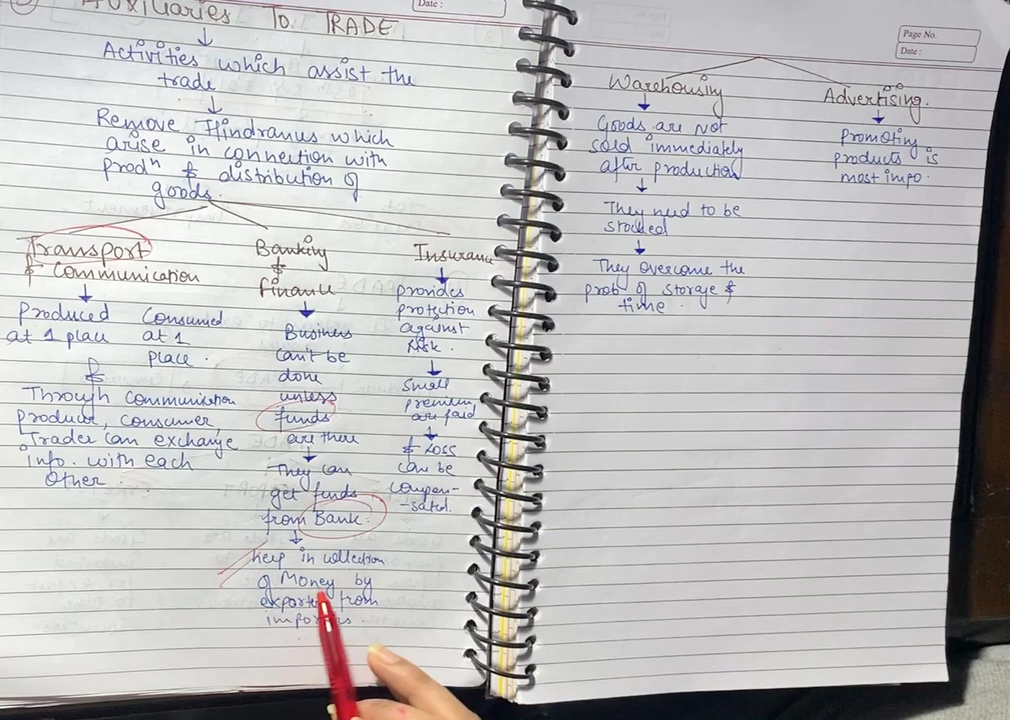 Auxiliaries To TRADE
Date :
Activities which assist the
trade
Remove Hindrances which
arise in connection with
prodⁿ & distribution of
goods.
Transport
& Communication
Produced Consumed
at 1 place at 1
place .
&
Through communication
producer, consumer,
Trader can exchange
info. with each
other .
Banking
&
finance
Business
can't be
done
unless
funds
are there
They can
get funds
from Bank.
Keep in collection
of Money by
exporters from
importers .
Insurance
provides
protection
against
Risk .
Small
premium
are paid
& Loss
can be
compen-
-sated.
Page No.
Date :
Warehousing
Goods are Not
sold immediately
after production
They need to be
stocked
They overcome the
prob of storage &
time .
Advertising.
Promoting
products is
most impo.